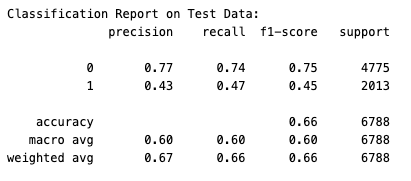 Classification Report on Test Data:
precision recall f1-score support
0 0.77 0.74 0.75 4775
1 0.43 0.47 0.45 2013
accuracy 0.66 6788
macro avg 0.60 0.60 0.60 6788
weighted avg 0.67 0.66 0.66 6788